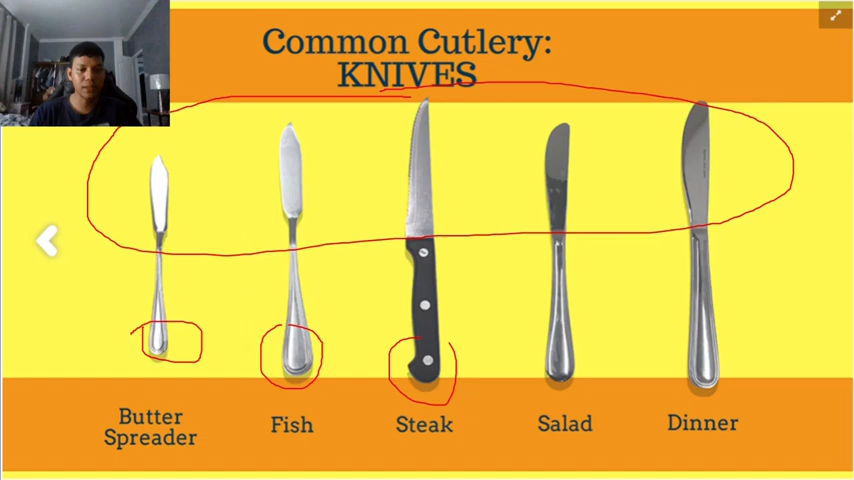 Common Cutlery:
KNIVES
Butter
Spreader
Fish
Steak
Salad
Dinner